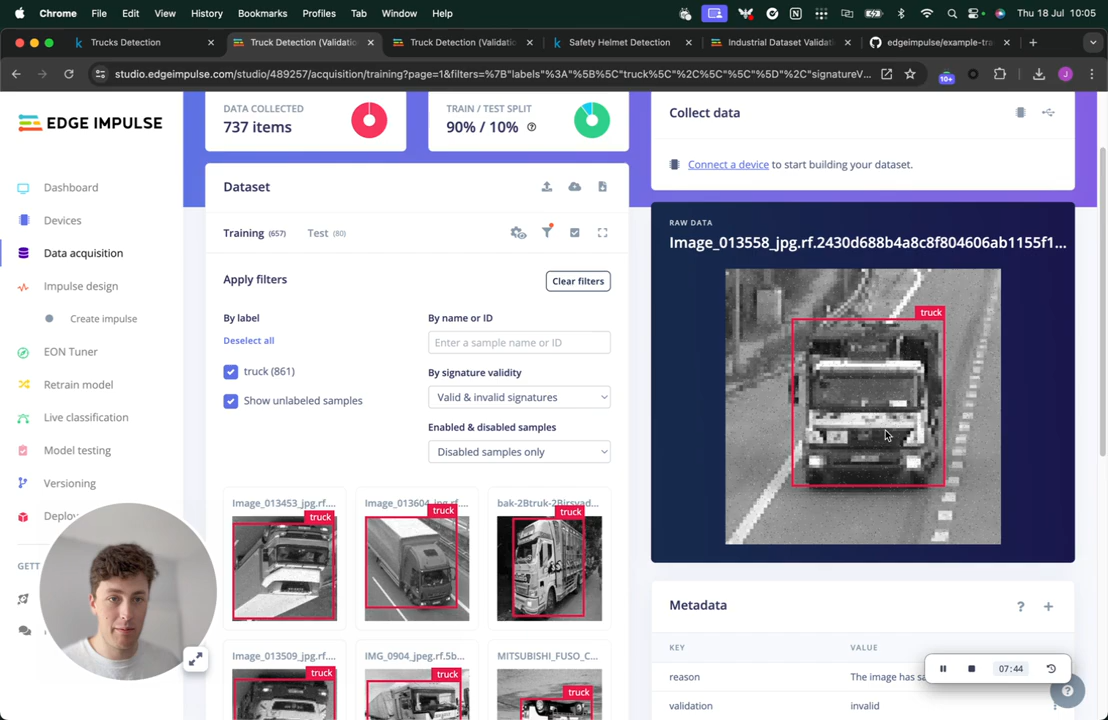 Chrome File Edit View History Bookmarks Profiles Tab Window Help Thu 18 Jul 10:05
Trucks Detection Truck Detection (Validatio Truck Detection (Validatio Safety Helmet Detection Industrial Dataset Validati edgeimpulse/example-tra
studio.edgeimpulse.com/studio/489257/acquisition/training?page=1&filters=%7B"labels"%3A"%5B%5C"truck%5C"%2C%5C"%5C"%5D"%2C"signatureV... 10+ J
EDGE IMPULSE
Dashboard
Devices
Data acquisition
Impulse design
Create impulse
EON Tuner
Retrain model
Live classification
Model testing
Versioning
Deploy
GETT
DATA COLLECTED
737 items
TRAIN / TEST SPLIT
90% / 10%
Dataset
Training (657) Test (80)
Apply filters Clear filters
By label
Deselect all
truck (861)
Show unlabeled samples
By name or ID
Enter a sample name or ID
By signature validity
Valid & invalid signatures
Enabled & disabled samples
Disabled samples only
Image_013453_jpg.rf.... Image_013604_jpg.rf.... bak-2Btruk-2Birsyad...
truck truck truck
Image_013509_jpg.rf.... IMG_0904_jpeg.rf.5b... MITSUBISHI_FUSO_C...
truck truck truck
Collect data
Connect a device to start building your dataset.
RAW DATA
Image_013558_jpg.rf.2430d688b4a8c8f804606ab1155f1...
truck
Metadata
KEY VALUE
reason The image has sa
validation invalid
07:44